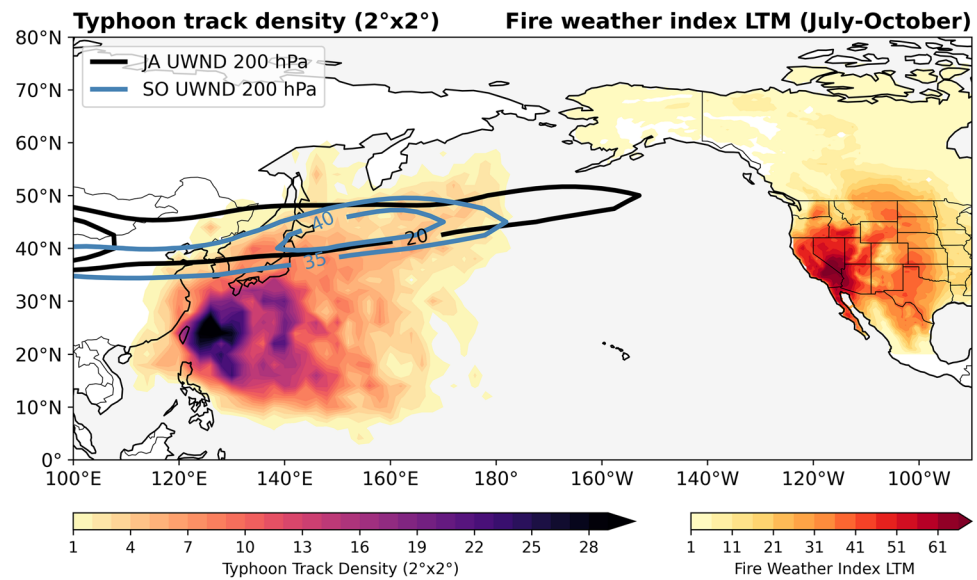 Typhoon track density (2°x2°) Fire weather index LTM (July-October)
80°N
JA UWND 200 hPa
SO UWND 200 hPa
70°N
60°N
50°N
40
20
40°N
35
30°N
20°N
10°N
0°
100°E 120°E 140°E 160°E 180° 160°W 140°W 120°W 100°W
1 4 7 10 13 16 19 22 25 28
Typhoon Track Density (2°x2°)
1 11 21 31 41 51 61
Fire Weather Index LTM